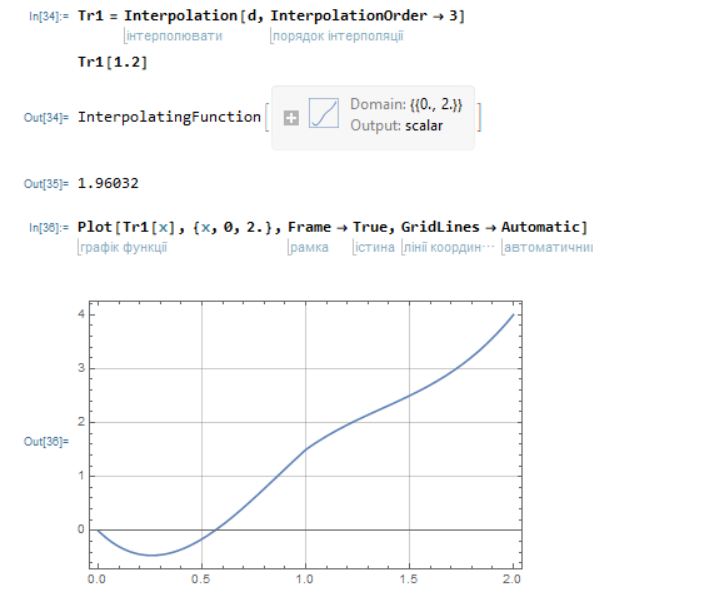 In[34]:= Tr1 = Interpolation[d, InterpolationOrder → 3]
інтерполювати порядок інтерполяції
Tr1[1.2]
Out[34]= InterpolatingFunction[ Domain: {{0., 2.}} ]
Output: scalar
Out[35]= 1.96032
In[36]:= Plot[Tr1[x], {x, 0, 2.}, Frame → True, GridLines → Automatic]
графік функції рамка істина лінії координ⋯ автоматичниі
4
3
2
Out[36]=
1
0
0.0 0.5 1.0 1.5 2.0